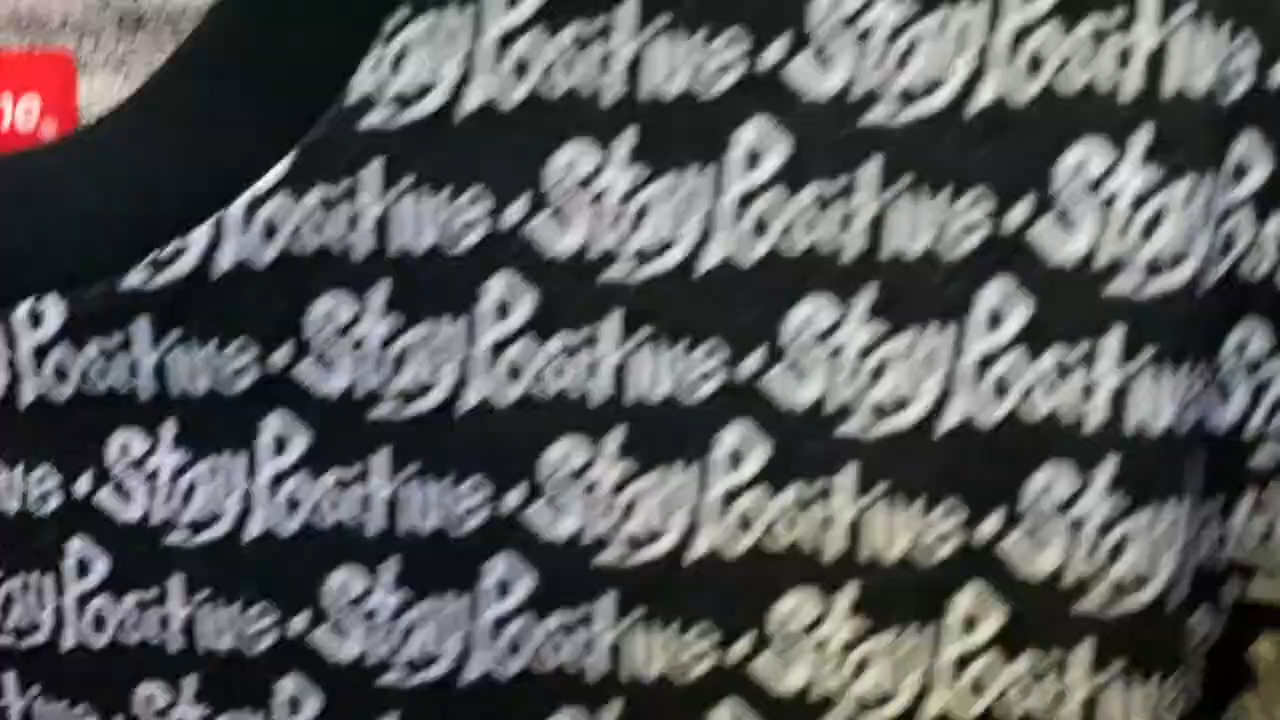 Positive · Stay Positive ·
Positive · Stay Positive · Stay
Positive · Stay Positive · Stay Positive
· Stay Positive · Stay Positive · Stay
Positive · Stay Positive · Stay Positive
Stay